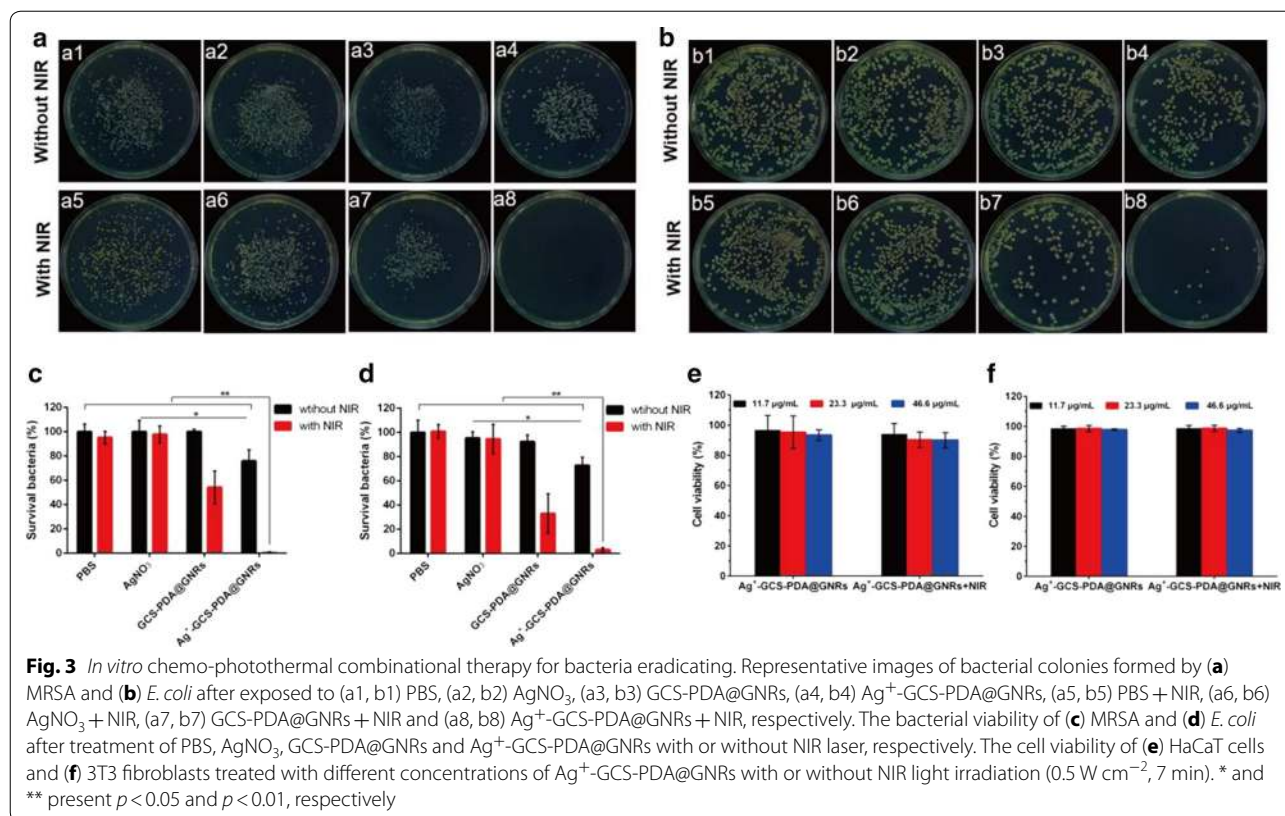 a
b
Without NIR
a1
a2
a3
a4
With NIR
a5
a6
a7
a8
Without NIR
b1
b2
b3
b4
With NIR
b5
b6
b7
b8
c
Survival bacteria (%)
120
100
80
60
40
20
0
**
*
wtihout NIR
with NIR
PBS
AgNO₃
GCS-PDA@GNRs
Ag⁺-GCS-PDA@GNRs
d
Survival bacteria (%)
120
100
80
60
40
20
0
**
*
wtihout NIR
with NIR
PBS
AgNO₃
GCS-PDA@GNRs
Ag⁺-GCS-PDA@GNRs
e
Cell viability (%)
120
100
80
60
40
20
0
11.7 μg/mL 23.3 μg/mL 46.6 μg/mL
Ag⁺-GCS-PDA@GNRs Ag⁺-GCS-PDA@GNRs+NIR
f
Cell viability (%)
120
100
80
60
40
20
0
11.7 μg/mL 23.3 μg/mL 46.6 μg/mL
Ag⁺-GCS-PDA@GNRs Ag⁺-GCS-PDA@GNRs+NIR
Fig. 3 In vitro chemo-photothermal combinational therapy for bacteria eradicating. Representative images of bacterial colonies formed by (a)
MRSA and (b) E. coli after exposed to (a1, b1) PBS, (a2, b2) AgNO₃, (a3, b3) GCS-PDA@GNRs, (a4, b4) Ag⁺-GCS-PDA@GNRs, (a5, b5) PBS + NIR, (a6, b6)
AgNO₃ + NIR, (a7, b7) GCS-PDA@GNRs + NIR and (a8, b8) Ag⁺-GCS-PDA@GNRs + NIR, respectively. The bacterial viability of (c) MRSA and (d) E. coli
after treatment of PBS, AgNO₃, GCS-PDA@GNRs and Ag⁺-GCS-PDA@GNRs with or without NIR laser, respectively. The cell viability of (e) HaCaT cells
and (f) 3T3 fibroblasts treated with different concentrations of Ag⁺-GCS-PDA@GNRs with or without NIR light irradiation (0.5 W cm⁻², 7 min). * and
** present p < 0.05 and p < 0.01, respectively